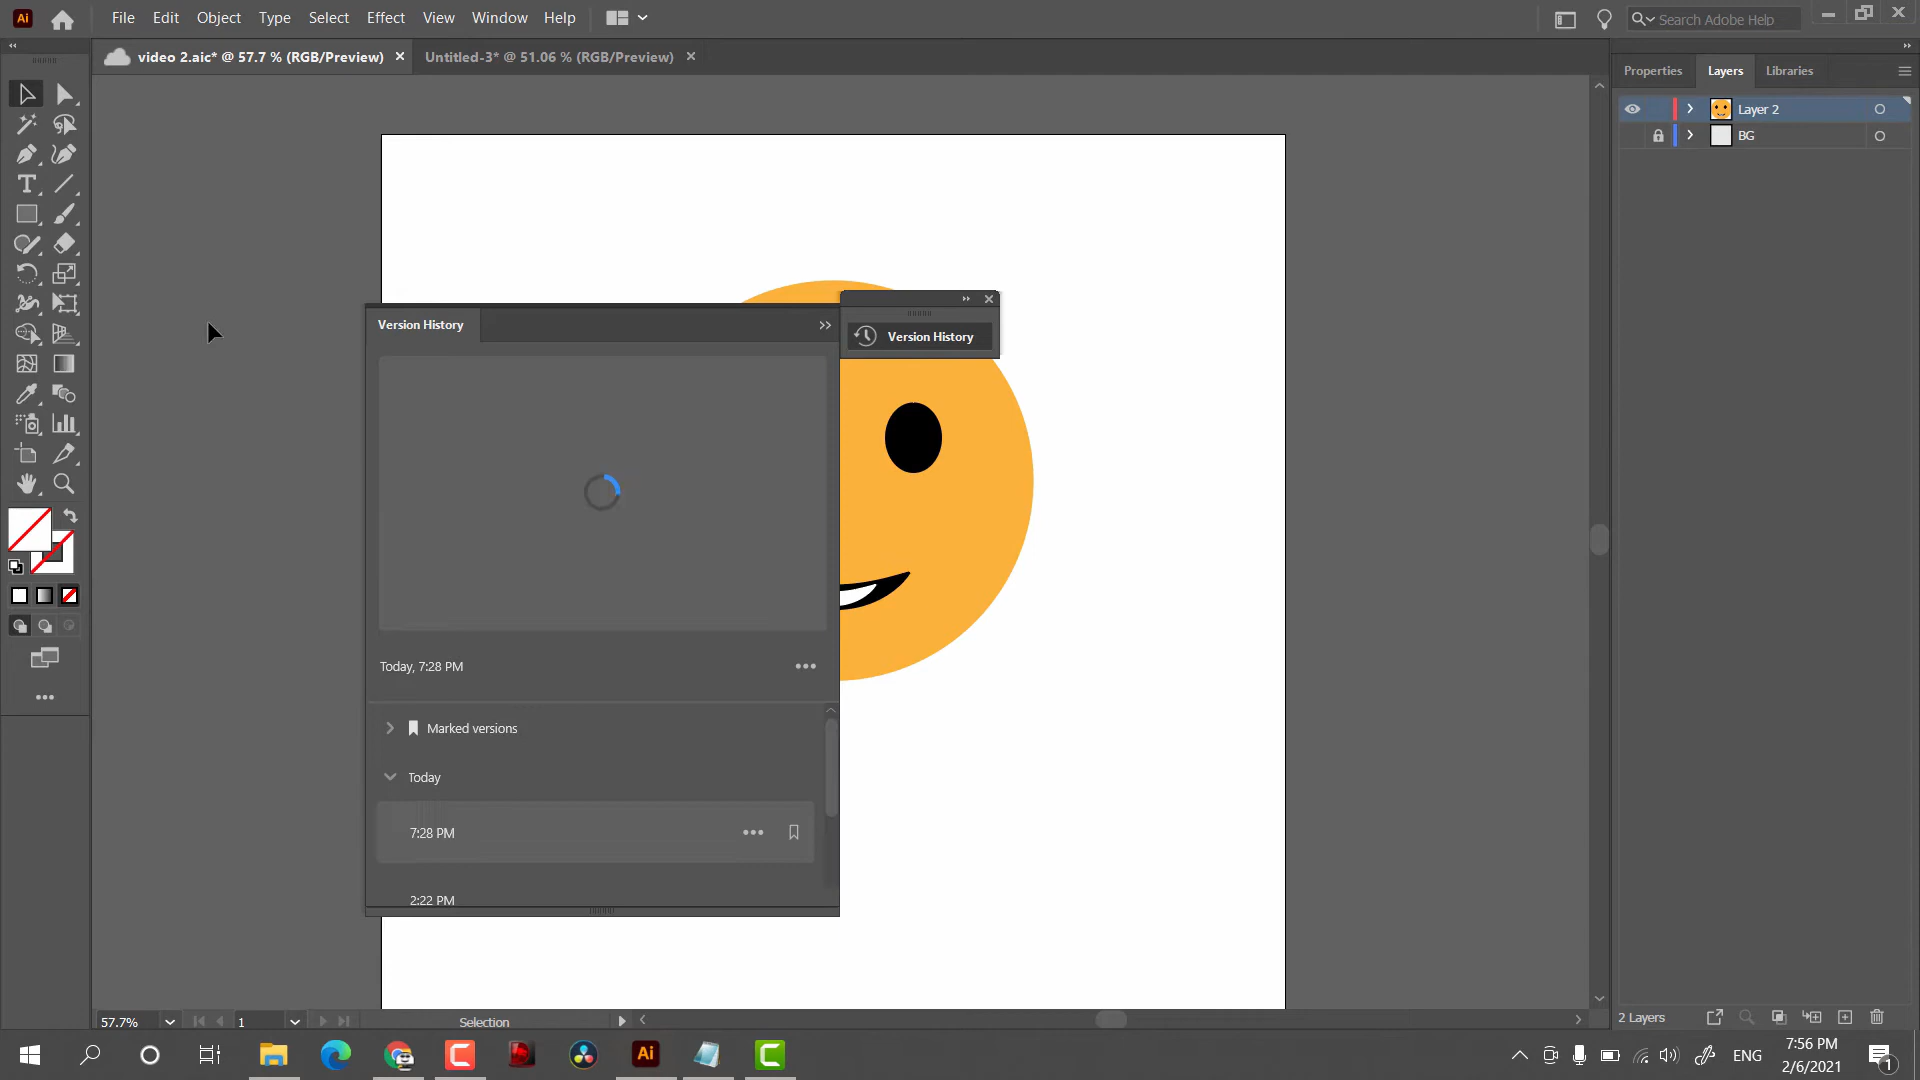 Ai File Edit Object Type Select Effect View Window Help Search Adobe Help
video 2.aic* @ 57.7 % (RGB/Preview) Untitled-3* @ 51.06 % (RGB/Preview)
Properties Layers Libraries
Layer 2
BG
Version History
Version History
Today, 7:28 PM
Marked versions
Today
7:28 PM
2:22 PM
57.7% 1 Selection
2 Layers
Ai
ENG
7:56 PM
2/6/2021
1